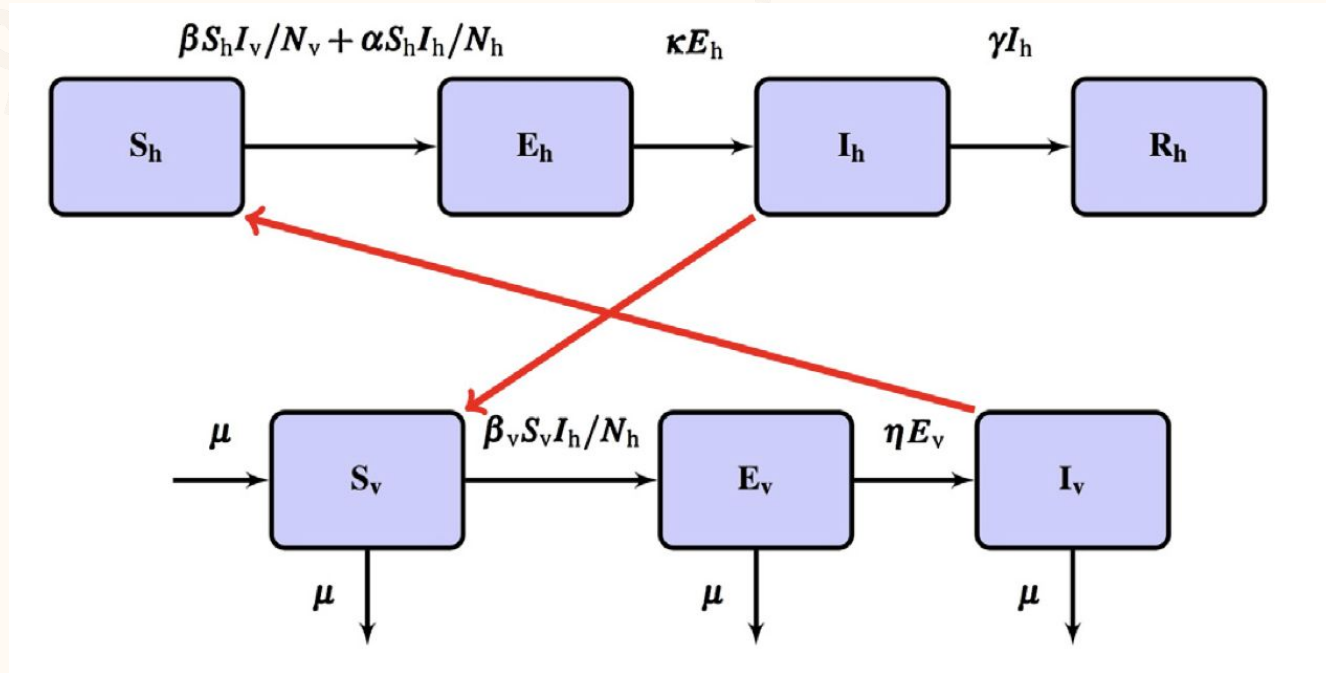 βS_hI_v/N_v + αS_hI_h/N_h
κE_h
γI_h
S_h
E_h
I_h
R_h
μ
β_vS_vI_h/N_h
ηE_v
S_v
E_v
I_v
μ
μ
μ